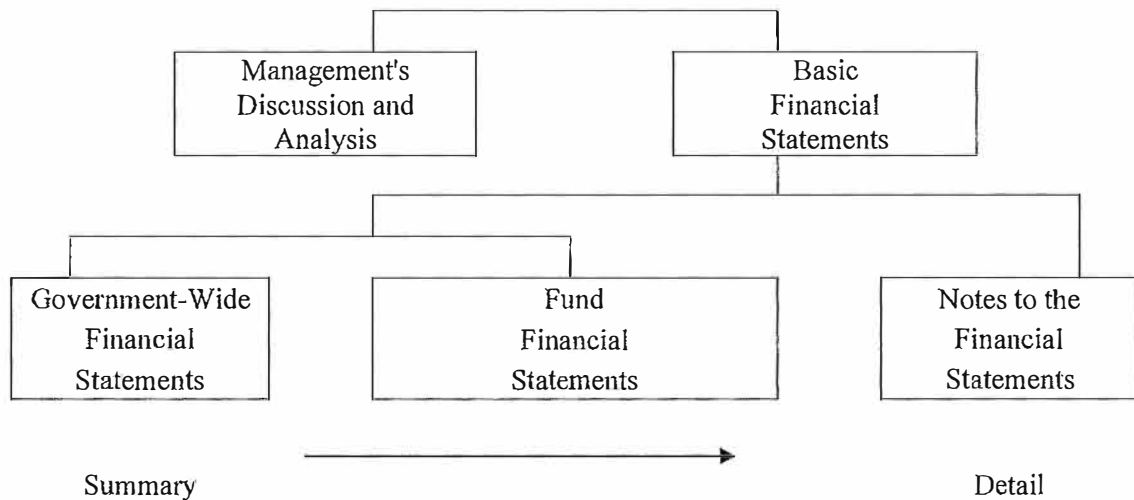 Management's
Discussion and
Analysis
Basic
Financial
Statements
Government-Wide
Financial
Statements
Fund
Financial
Statements
Notes to the
Financial
Statements
Summary
Detail